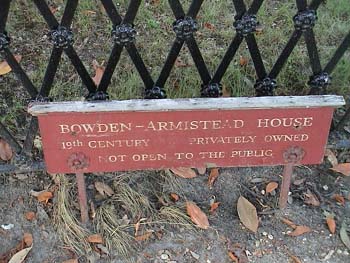 BOWDEN-ARMISTEAD HOUSE
19th CENTURY PRIVATELY OWNED
NOT OPEN TO THE PUBLIC